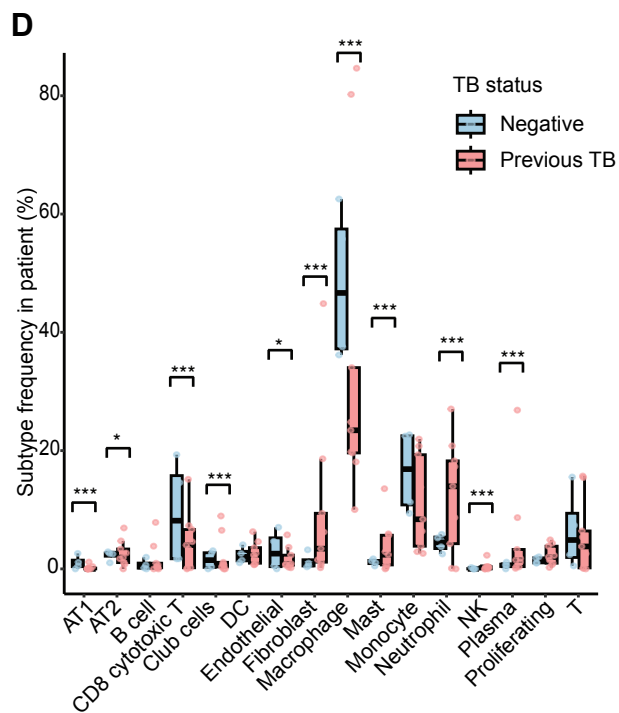 D
***
TB status
Negative
Previous TB
Subtype frequency in patient (%)
80
60
40
20
0
***
*
***
***
*
***
***
***
***
***
AT1
AT2
B cell
CD8 cytotoxic T
Club cells
DC
Endothelial
Fibroblast
Macrophage
Mast
Monocyte
Neutrophil
NK
Plasma
Proliferating
T